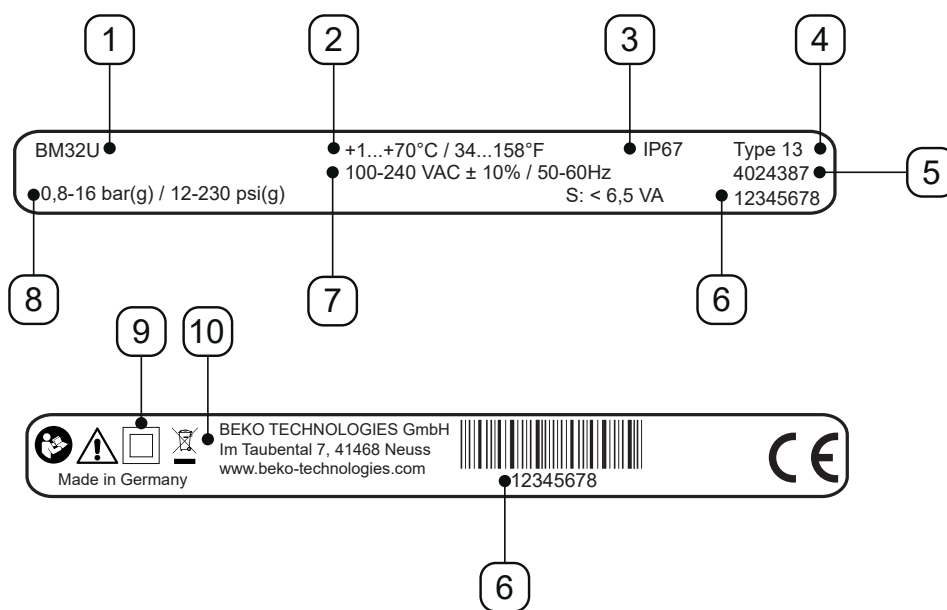 1 2 3 4
BM32U +1...+70°C / 34...158°F IP67 Type 13
100-240 VAC ± 10% / 50-60Hz 4024387 5
0,8-16 bar(g) / 12-230 psi(g) S: < 6,5 VA 12345678
8 7 6
9 10
BEKO TECHNOLOGIES GmbH
Im Taubental 7, 41468 Neuss
www.beko-technologies.com
Made in Germany
12345678
CE
6